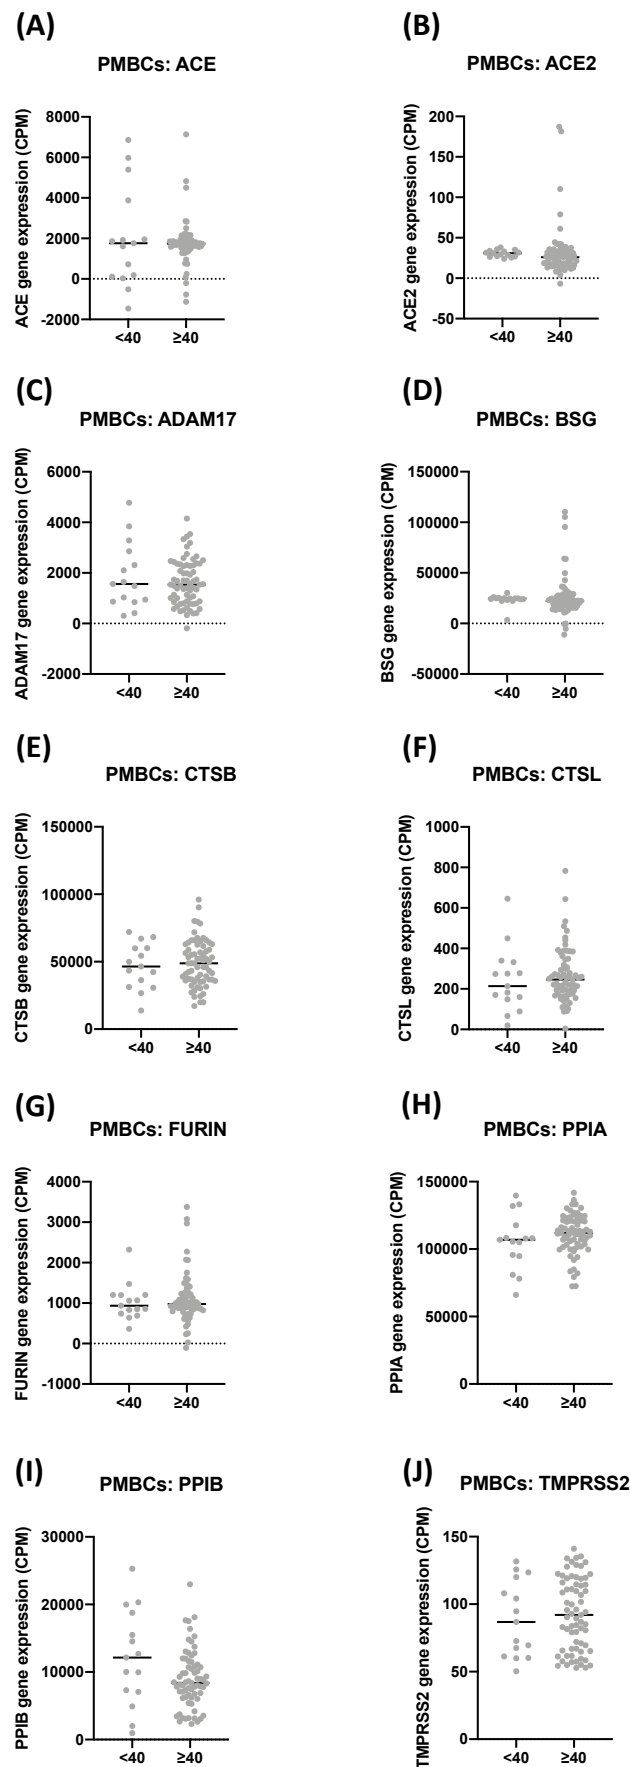 (A)
PMBCs: ACE
ACE gene expression (CPM)
8000
6000
4000
2000
0
-2000
<40
≥40
(B)
PMBCs: ACE2
ACE2 gene expression (CPM)
200
150
100
50
0
-50
<40
≥40
(C)
PMBCs: ADAM17
ADAM17 gene expression (CPM)
6000
4000
2000
0
-2000
<40
≥40
(D)
PMBCs: BSG
BSG gene expression (CPM)
150000
100000
50000
0
-50000
<40
≥40
(E)
PMBCs: CTSB
CTSB gene expression (CPM)
150000
100000
50000
0
<40
≥40
(F)
PMBCs: CTSL
CTSL gene expression (CPM)
1000
800
600
400
200
0
<40
≥40
(G)
PMBCs: FURIN
FURIN gene expression (CPM)
4000
3000
2000
1000
0
-1000
<40
≥40
(H)
PMBCs: PPIA
PPIA gene expression (CPM)
150000
100000
50000
0
<40
≥40
(I)
PMBCs: PPIB
PPIB gene expression (CPM)
30000
20000
10000
0
<40
≥40
(J)
PMBCs: TMPRSS2
TMPRSS2 gene expression (CPM)
150
100
50
0
<40
≥40